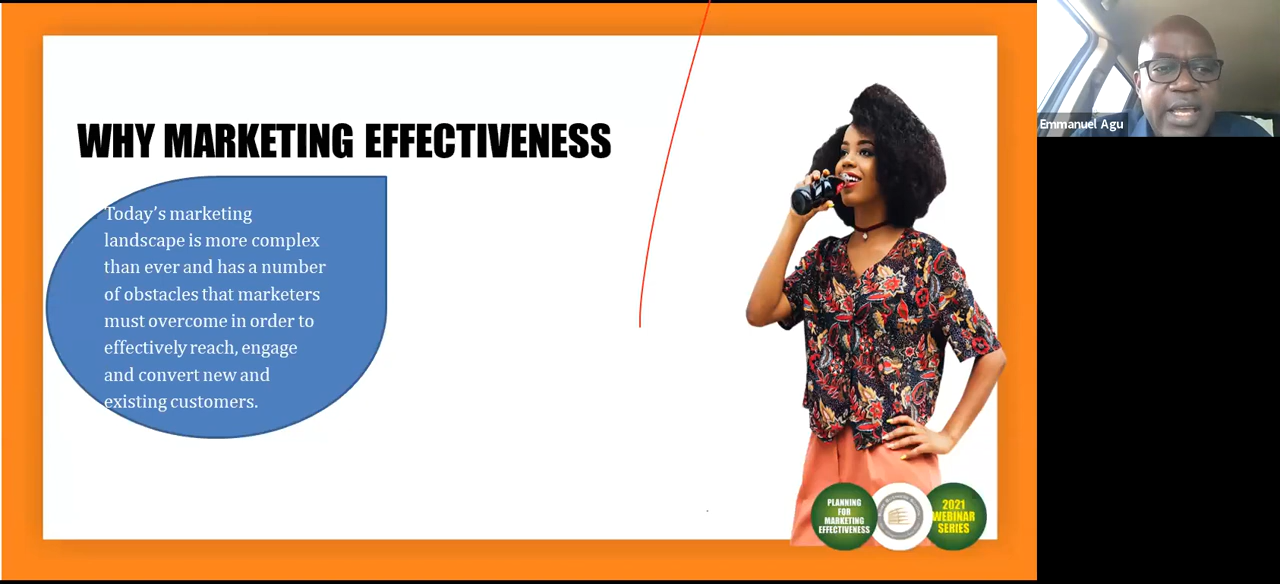 Emmanuel Agu
WHY MARKETING EFFECTIVENESS
Today's marketing
landscape is more complex
than ever and has a number
of obstacles that marketers
must overcome in order to
effectively reach, engage
and convert new and
existing customers.
PLANNING
FOR
MARKETING
EFFECTIVENESS
2021
WEBINAR
SERIES